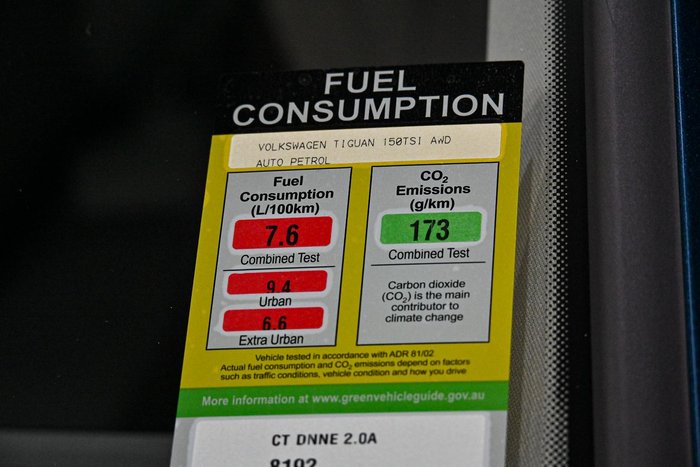 FUEL
CONSUMPTION
VOLKSWAGEN TIGUAN 150TSI AWD
AUTO PETROL
Fuel
Consumption
(L/100km)
7.6
Combined Test
9.4
Urban
6.6
Extra Urban
CO₂
Emissions
(g/km)
173
Combined Test
Carbon dioxide
(CO₂) is the main
contributor to
climate change
Vehicle tested in accordance with ADR 81/02
Actual fuel consumption and CO₂ emissions depend on factors
such as traffic conditions, vehicle condition and how you drive
More information at www.greenvehicleguide.gov.au
CT DNNE 2.0A
8192